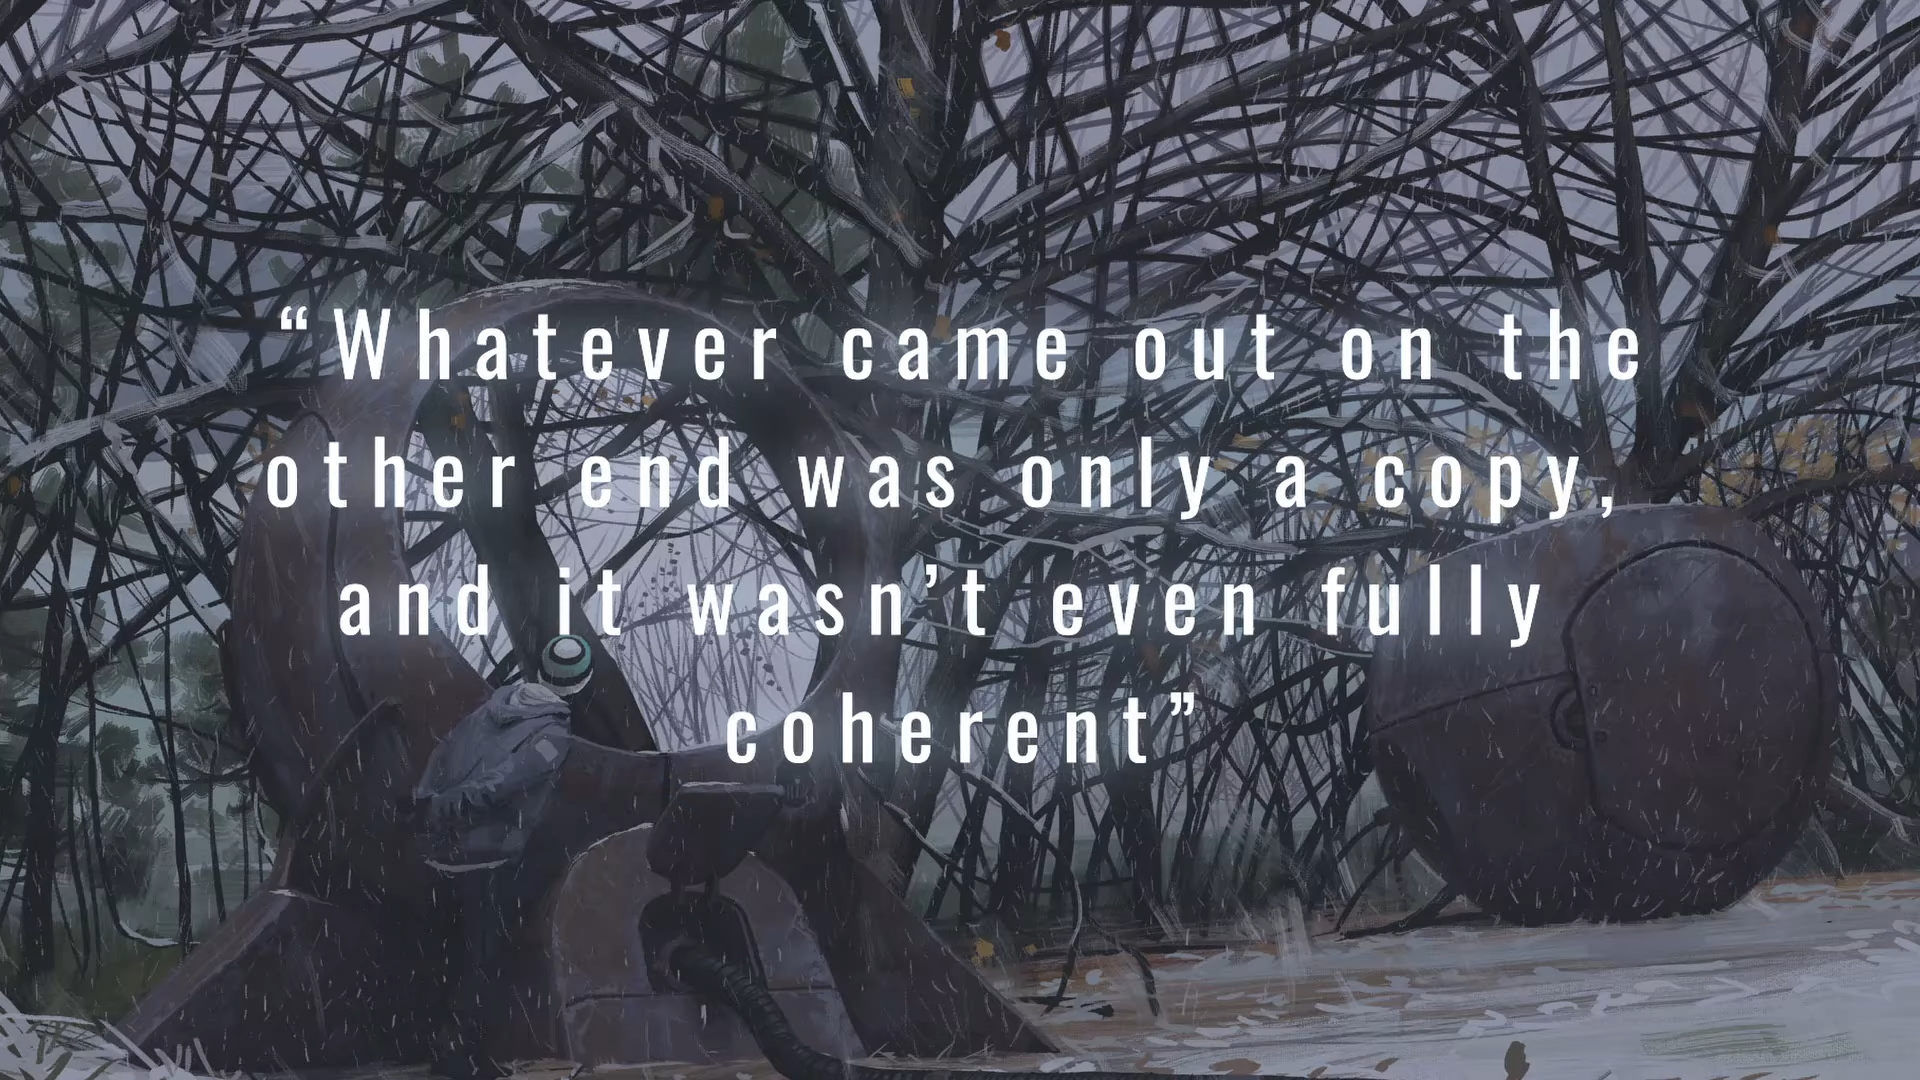 “Whatever came out on the
other end was only a copy,
and it wasn’t even fully
coherent”